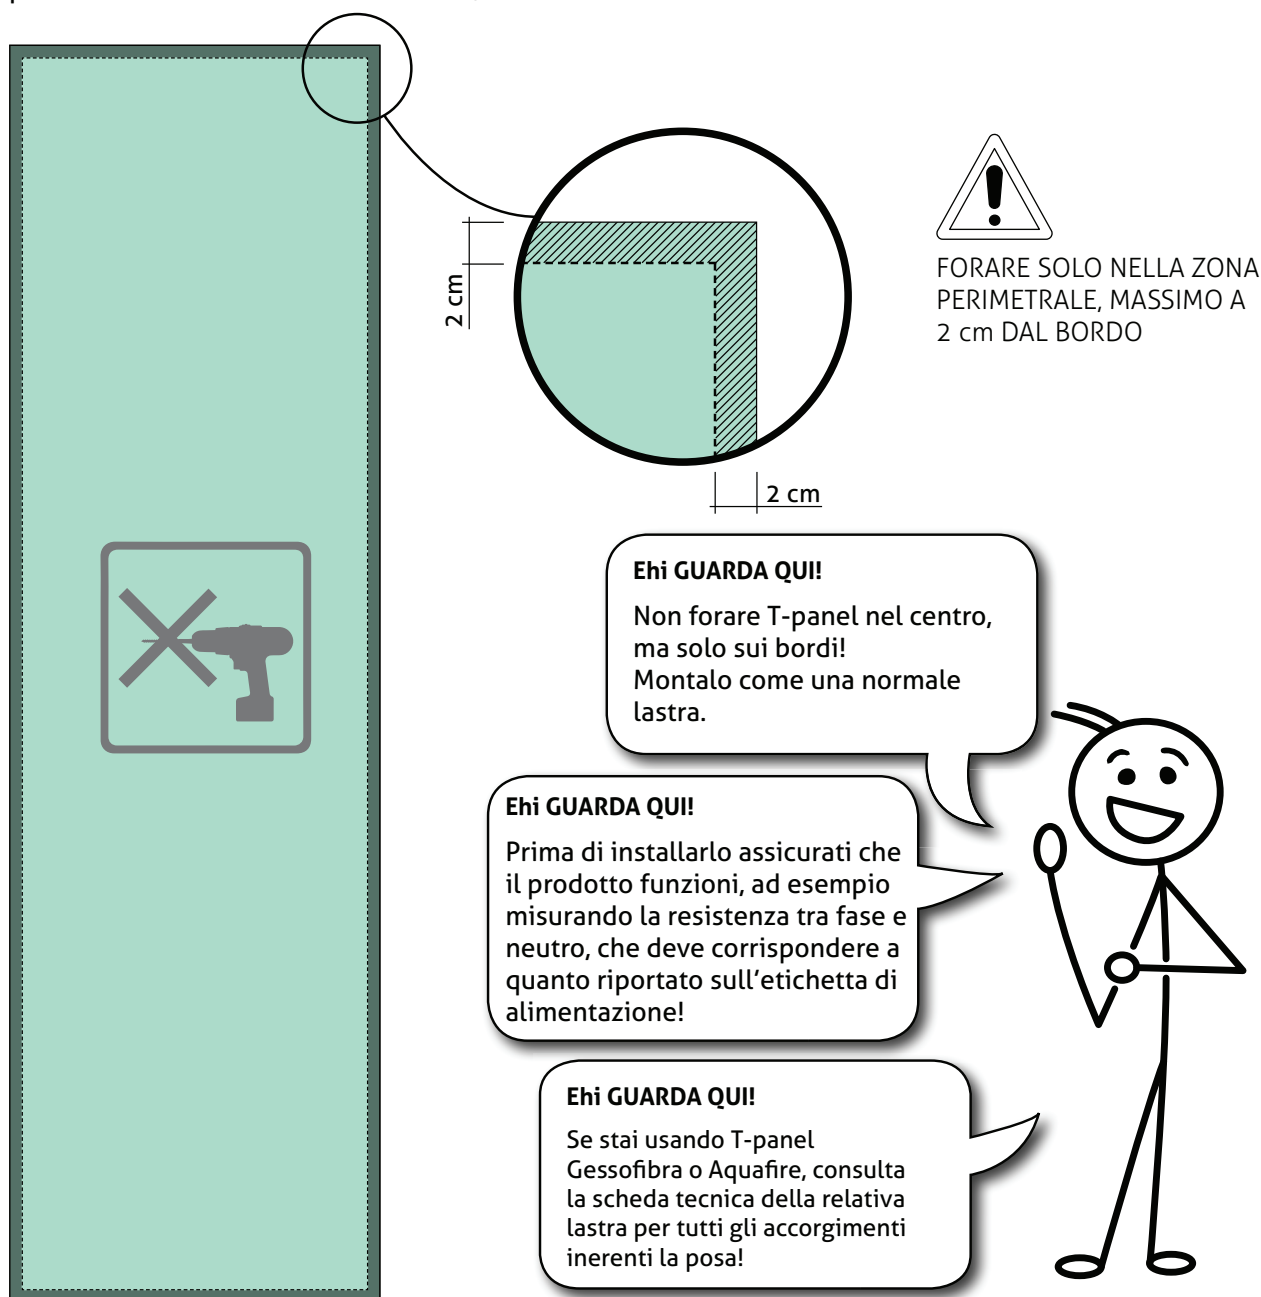 2 cm
2 cm
FORARE SOLO NELLA ZONA
PERIMETRALE, MASSIMO A
2 cm DAL BORDO
Ehi GUARDA QUI!
Non forare T-panel nel centro,
ma solo sui bordi!
Montalo come una normale
lastra.
Ehi GUARDA QUI!
Prima di installarlo assicurati che
il prodotto funzioni, ad esempio
misurando la resistenza tra fase e
neutro, che deve corrispondere a
quanto riportato sull’etichetta di
alimentazione!
Ehi GUARDA QUI!
Se stai usando T-panel
Gessofibra o Aquafire, consulta
la scheda tecnica della relativa
lastra per tutti gli accorgimenti
inerenti la posa!